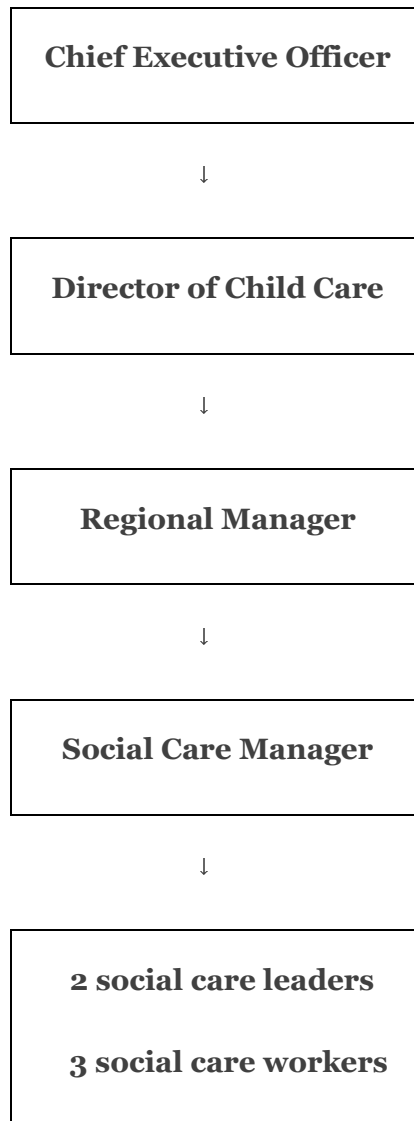 Chief Executive Officer
↓
Director of Child Care
↓
Regional Manager
↓
Social Care Manager
↓
2 social care leaders
3 social care workers